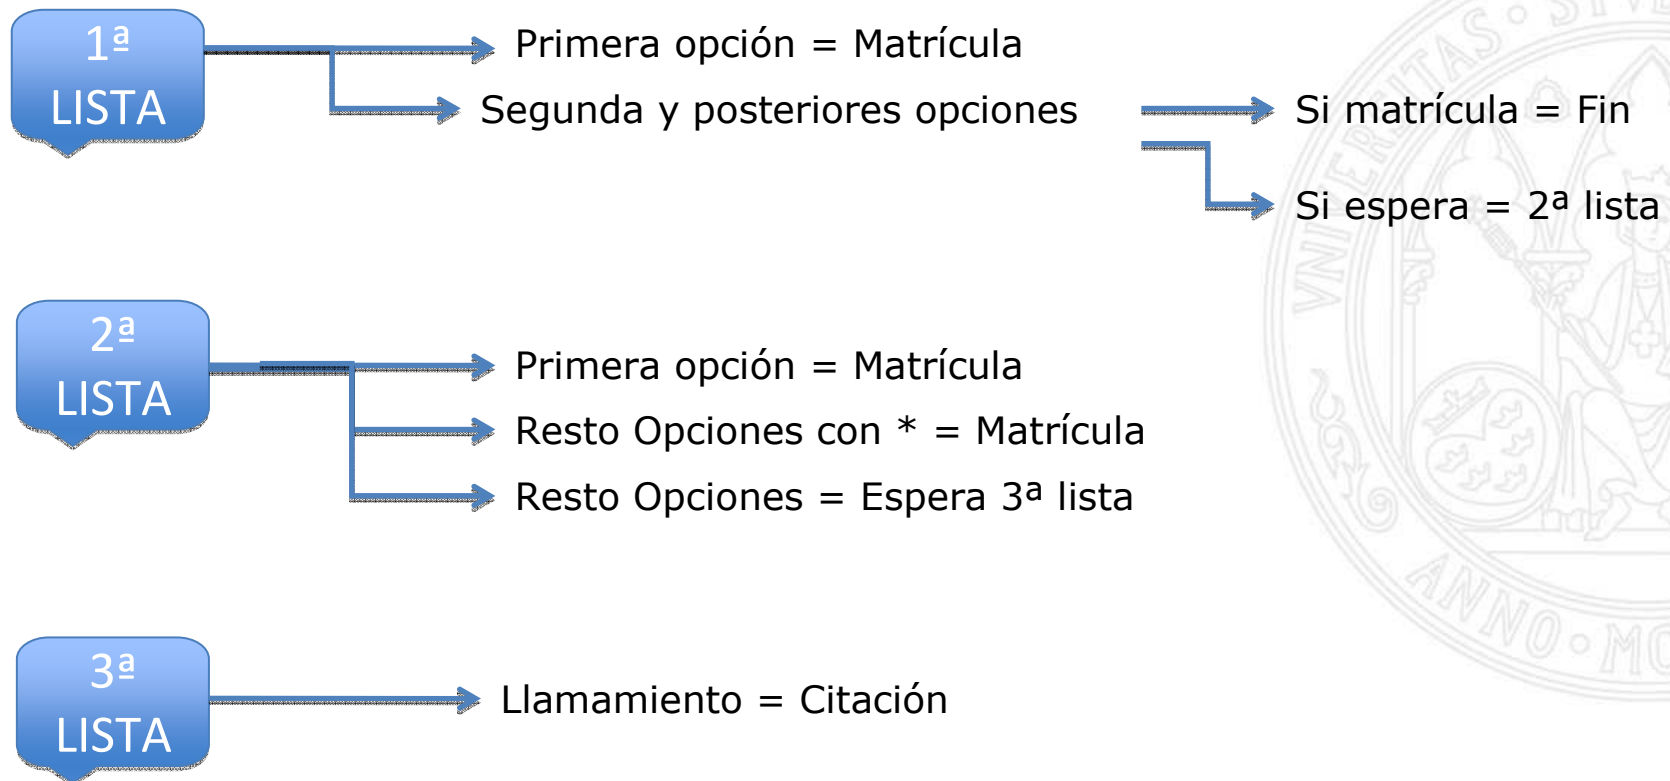 1ª
LISTA
Primera opción = Matrícula
Segunda y posteriores opciones
Si matrícula = Fin
Si espera = 2ª lista
2ª
LISTA
Primera opción = Matrícula
Resto Opciones con * = Matrícula
Resto Opciones = Espera 3ª lista
3ª
LISTA
Llamamiento = Citación
ANNO